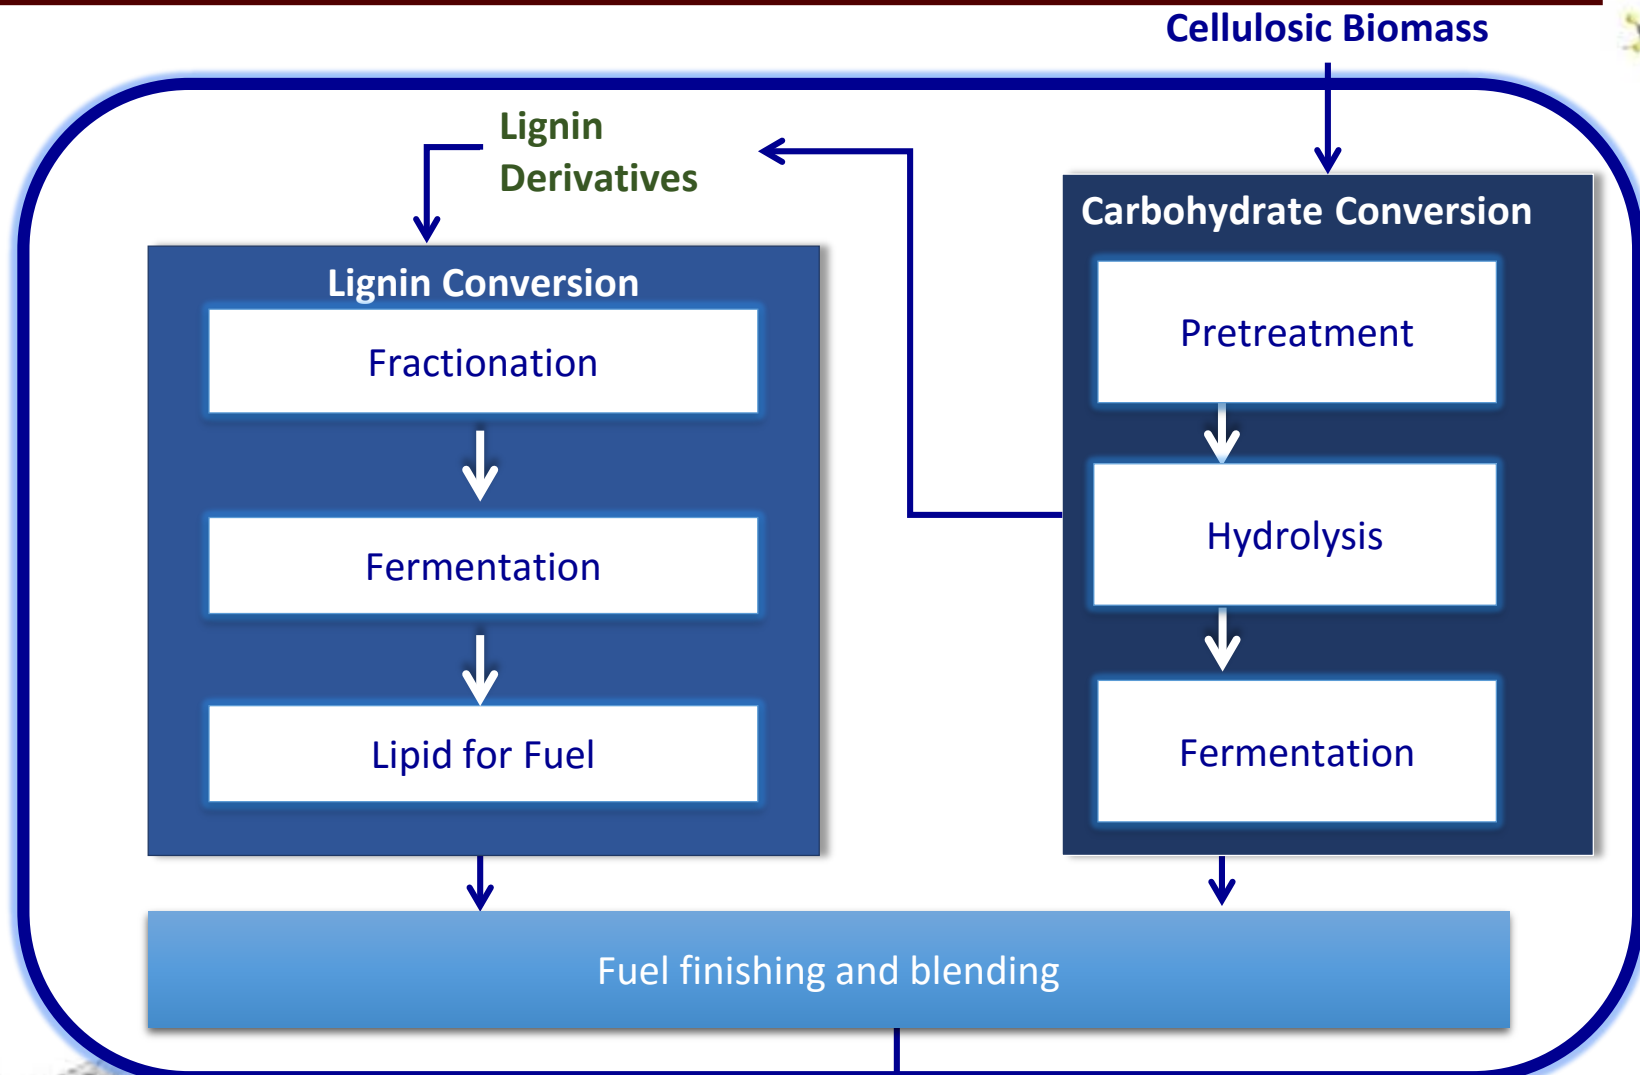 Cellulosic Biomass
Lignin
Derivatives
Carbohydrate Conversion
Pretreatment
Hydrolysis
Fermentation
Lignin Conversion
Fractionation
Fermentation
Lipid for Fuel
Fuel finishing and blending